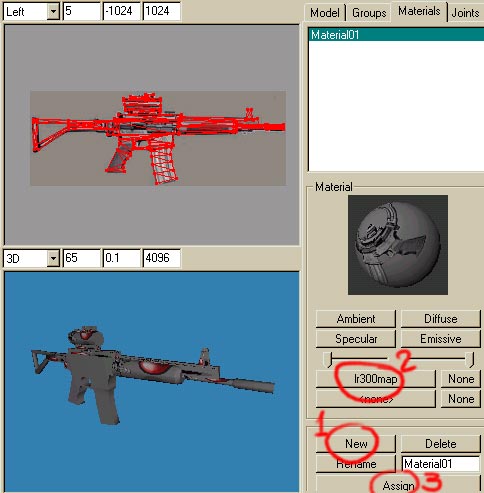 Left 5 -1024 1024
Model Groups Materials Joints
Material01
Material
3D 65 0.1 4096
Ambient Diffuse
Specular Emissive
2
lr300map None
<none> None
1
New Delete
Rename Material01
Assign 3